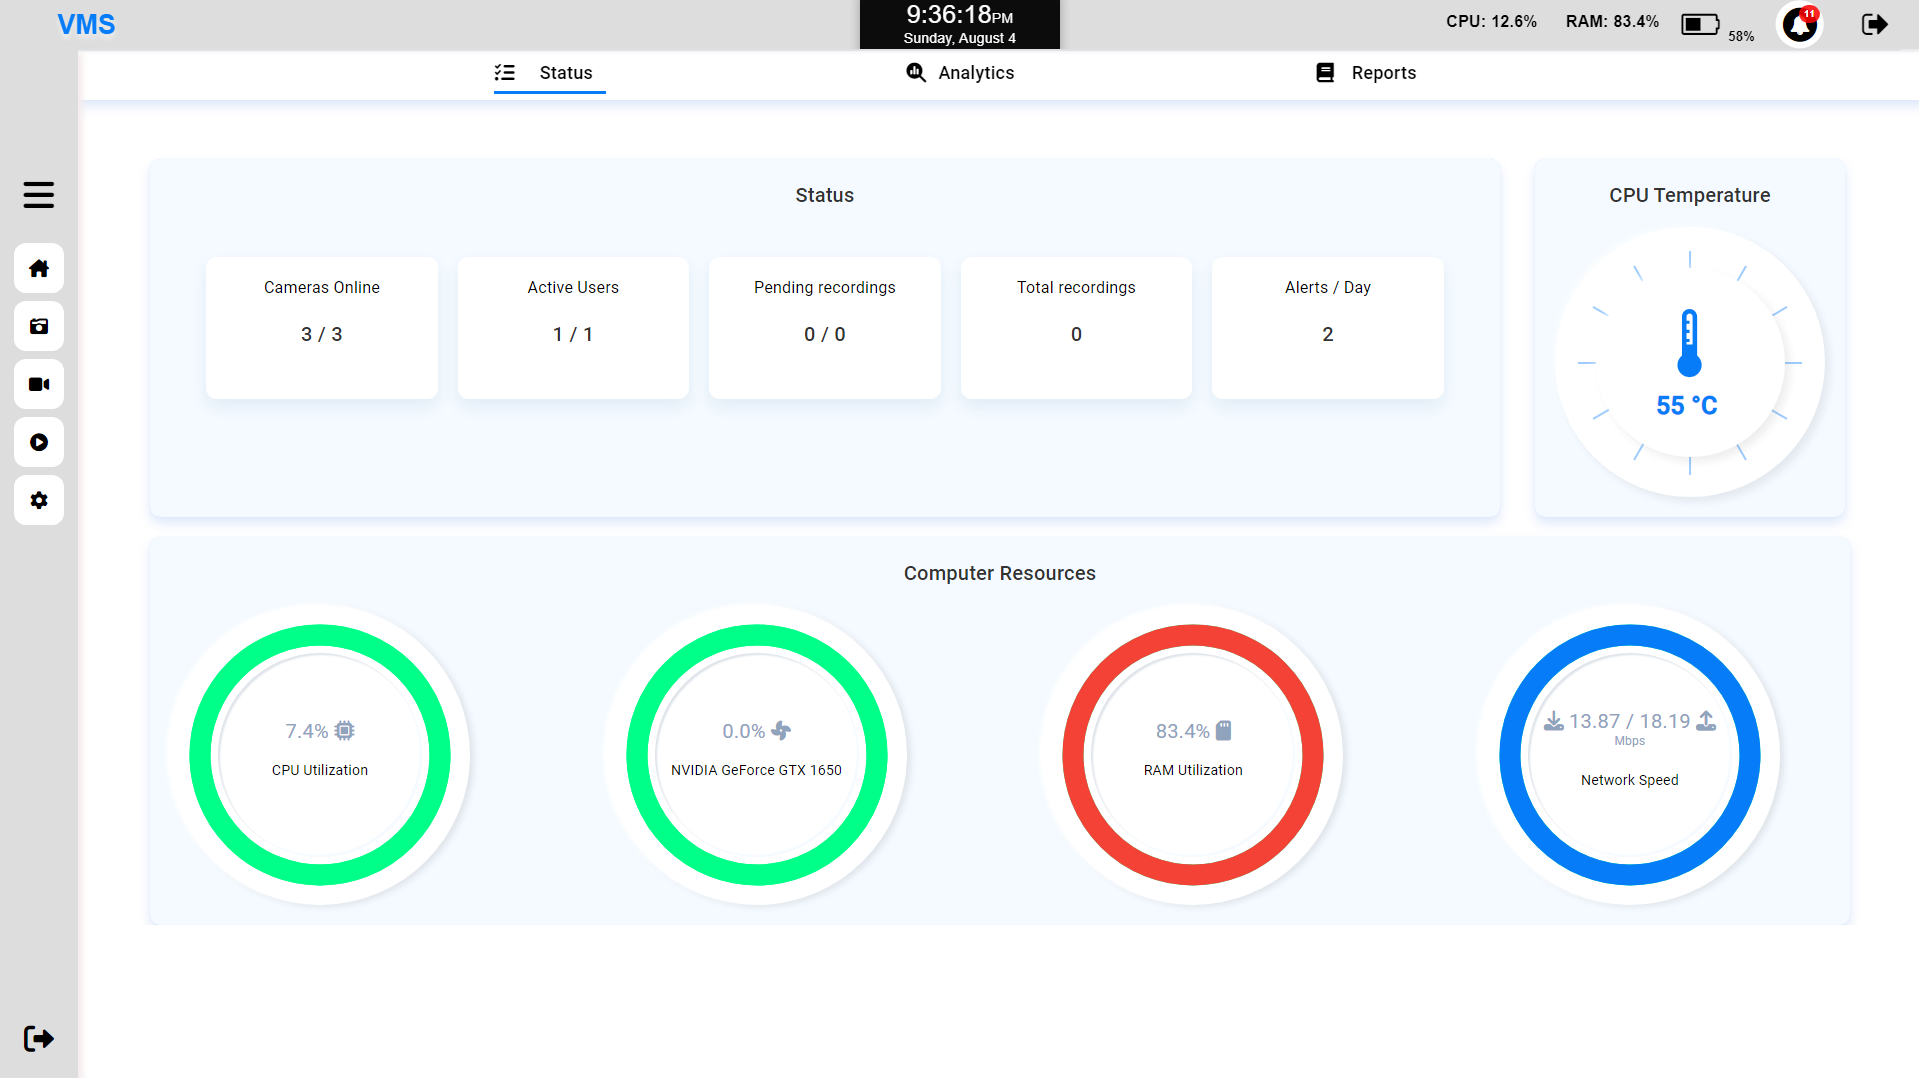 VMS
9:36:18PM
Sunday, August 4
CPU: 12.6%
RAM: 83.4%
58%
11
Status
Analytics
Reports
Status
Cameras Online
3 / 3
Active Users
1 / 1
Pending recordings
0 / 0
Total recordings
0
Alerts / Day
2
CPU Temperature
55 °C
Computer Resources
7.4%
CPU Utilization
0.0%
NVIDIA GeForce GTX 1650
83.4%
RAM Utilization
13.87 / 18.19
Mbps
Network Speed